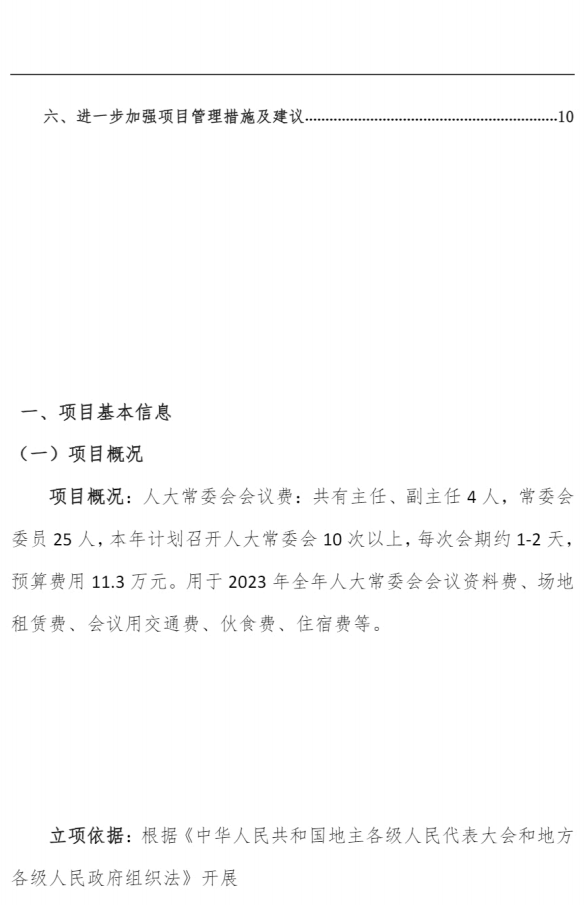 六、进一步加强项目管理措施及建议..............................................................10
一、项目基本信息
（一）项目概况
项目概况：人大常委会会议费：共有主任、副主任 4 人，常委会
委员 25 人，本年计划召开人大常委会 10 次以上，每次会期约 1-2 天，
预算费用 11.3 万元。用于 2023 年全年人大常委会会议资料费、场地
租赁费、会议用交通费、伙食费、住宿费等。
立项依据：根据《中华人民共和国地主各级人民代表大会和地方
各级人民政府组织法》开展